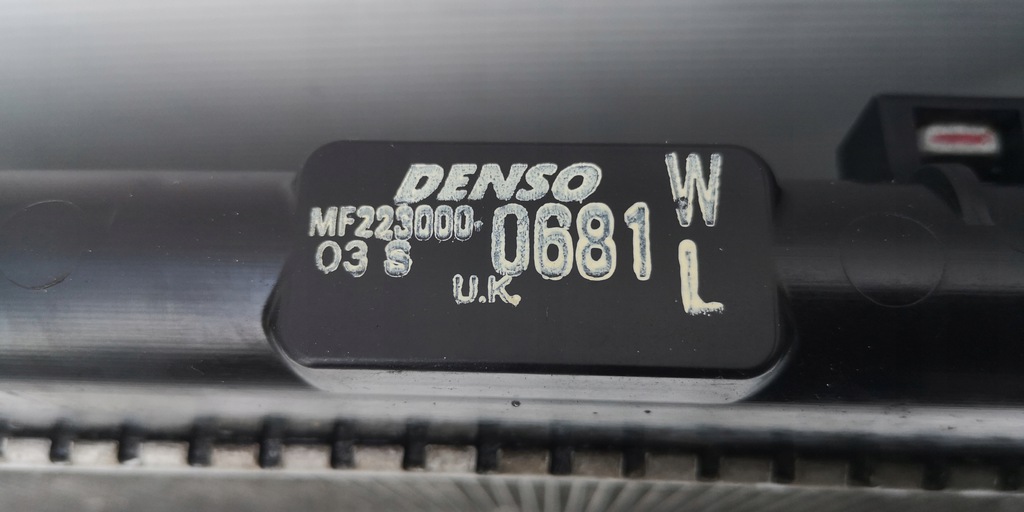 DENSO
MF223000-0681
03 S
U.K.
W
L